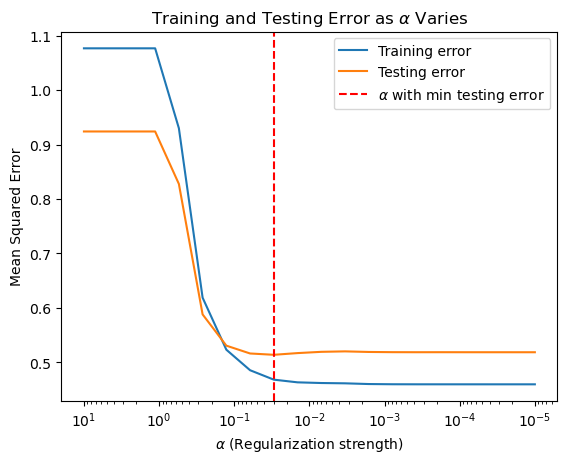 Training and Testing Error as α Varies
Training error
Testing error
α with min testing error
Mean Squared Error
1.1
1.0
0.9
0.8
0.7
0.6
0.5
10¹ 10⁰ 10⁻¹ 10⁻² 10⁻³ 10⁻⁴ 10⁻⁵
α (Regularization strength)